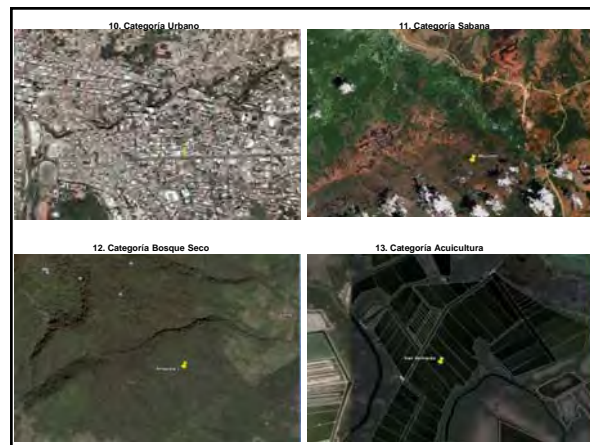 10. Categoría Urbano
11. Categoría Sabana
12. Categoría Bosque Seco
13. Categoría Acuicultura